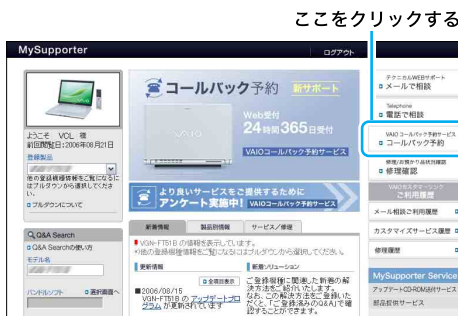 ここをクリックする
MySupporter
ログアウト
ようこそ VCL 様
前回閲覧日:2006年08月21日
登録製品
他の登録機種情報をご覧になるに
はプルダウンから選択してくださ
い。
プルダウンについて
Q&A Search
Q&A Searchの使い方
モデル名
バンドルソフト
選択画面へ
コールバック予約 新サポート
Web受付
24時間365日受付
VAIOコールバック予約サービス
より良いサービスをご提供するために
アンケート実施中! VAIOコールバック予約サービス
新着情報
製品別情報
サービス/修理
VGN-FT51B の情報を表示しています。
*)他の登録機種情報をご覧になるにはプルダウンから選択してください。
更新情報
全項目表示
■2006/08/15
VGN-FT51B の アップデートプロ
グラム が更新されています
新着ソリューション
ご登録機種に関連した新着の解
決方法をご紹介いたします。
なお、この解決方法をご登録いた
だくと、「ご登録済みのQ&A」で確
認することができます。
テクニカルWEBサポート
メールで相談
Telephone
電話で相談
VAIO コールバック予約サービス
コールバック予約
修理/お預かり品状況確認
修理確認
VAIOカスタマーリンク
ご利用履歴
メール相談ご利用履歴
カスタマイズサービス履歴
修理履歴
MySupporter Service
アップデートCD-ROM送付サービス
部品提供サービス